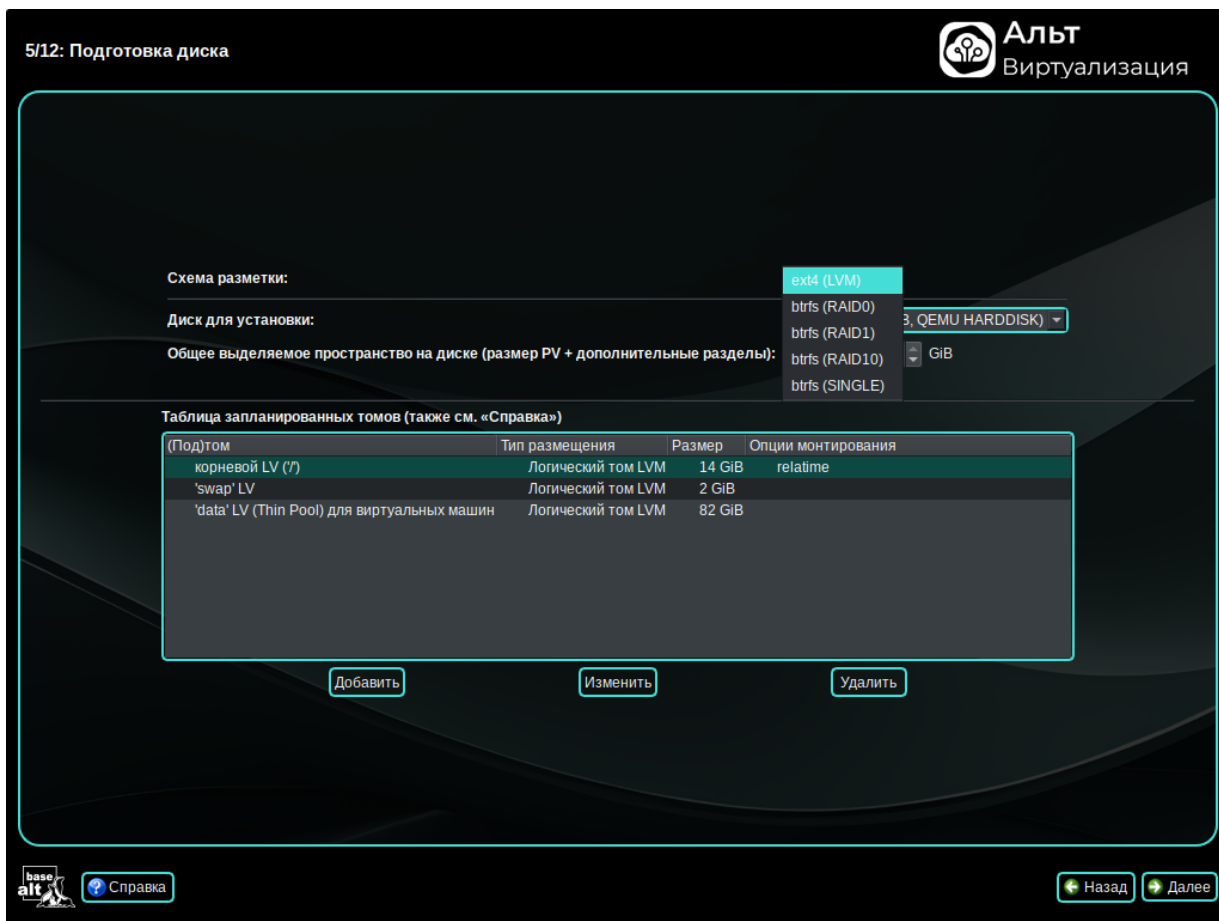 5/12: Подготовка диска
Альт
Виртуализация
Схема разметки:
ext4 (LVM)
btrfs (RAID0)
btrfs (RAID1)
btrfs (RAID10)
btrfs (SINGLE)
Диск для установки:
QEMU HARDDISK)
Общее выделяемое пространство на диске (размер PV + дополнительные разделы):
GiB
Таблица запланированных томов (также см. «Справка»)
(Под)том Тип размещения Размер Опции монтирования
корневой LV ('/') Логический том LVM 14 GiB relatime
'swap' LV Логический том LVM 2 GiB
'data' LV (Thin Pool) для виртуальных машин Логический том LVM 82 GiB
Добавить Изменить Удалить
base
alt
Справка
Назад Далее